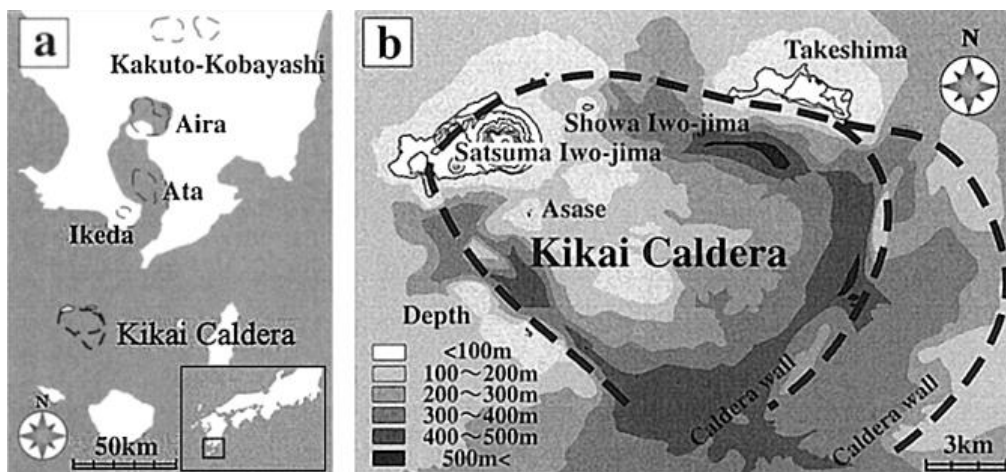 a
Kakuto-Kobayashi
Aira
Ata
Ikeda
Kikai Caldera
N
50km
b
Takeshima
N
Showa Iwo-jima
Satsuma Iwo-jima
Asase
Kikai Caldera
Depth
<100m
100~200m
200~300m
300~400m
400~500m
500m<
Caldera wall
Caldera wall
3km